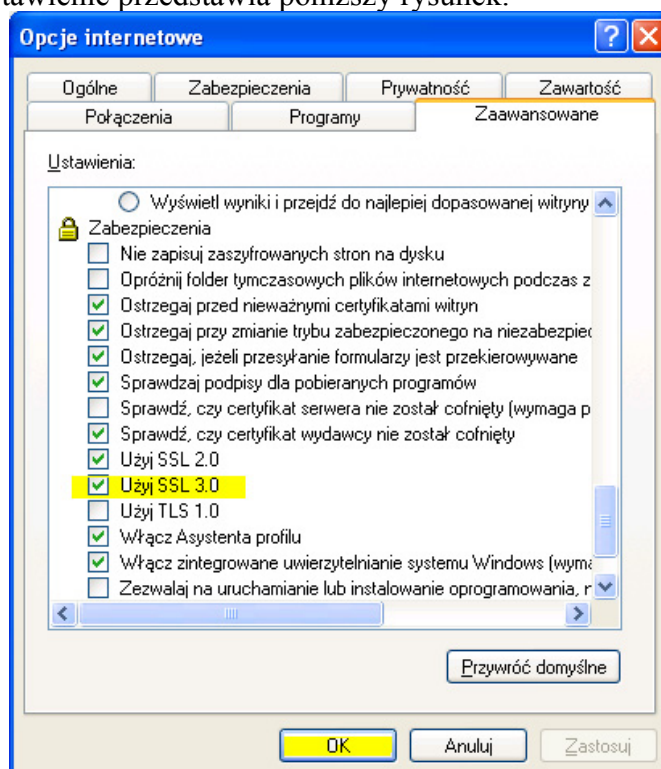 tawienie przedstawia poniższy rysunek.
Opcje internetowe
Ogólne Zabezpieczenia Prywatność Zawartość
Połączenia Programy Zaawansowane
Ustawienia:
Wyświetl wyniki i przejdź do najlepiej dopasowanej witryny
Zabezpieczenia
Nie zapisuj zaszyfrowanych stron na dysku
Opróżnij folder tymczasowych plików internetowych podczas z
Ostrzegaj przed nieważnymi certyfikatami witryn
Ostrzegaj przy zmianie trybu zabezpieczonego na niezabezpiec
Ostrzegaj, jeżeli przesyłanie formularzy jest przekierowywane
Sprawdzaj podpisy dla pobieranych programów
Sprawdź, czy certyfikat serwera nie został cofnięty (wymaga p
Sprawdź, czy certyfikat wydawcy nie został cofnięty
Użyj SSL 2.0
Użyj SSL 3.0
Użyj TLS 1.0
Włącz Asystenta profilu
Włącz zintegrowane uwierzytelnianie systemu Windows (wyma
Zezwalaj na uruchamianie lub instalowanie oprogramowania, r
Przywróć domyślne
OK Anuluj Zastosuj